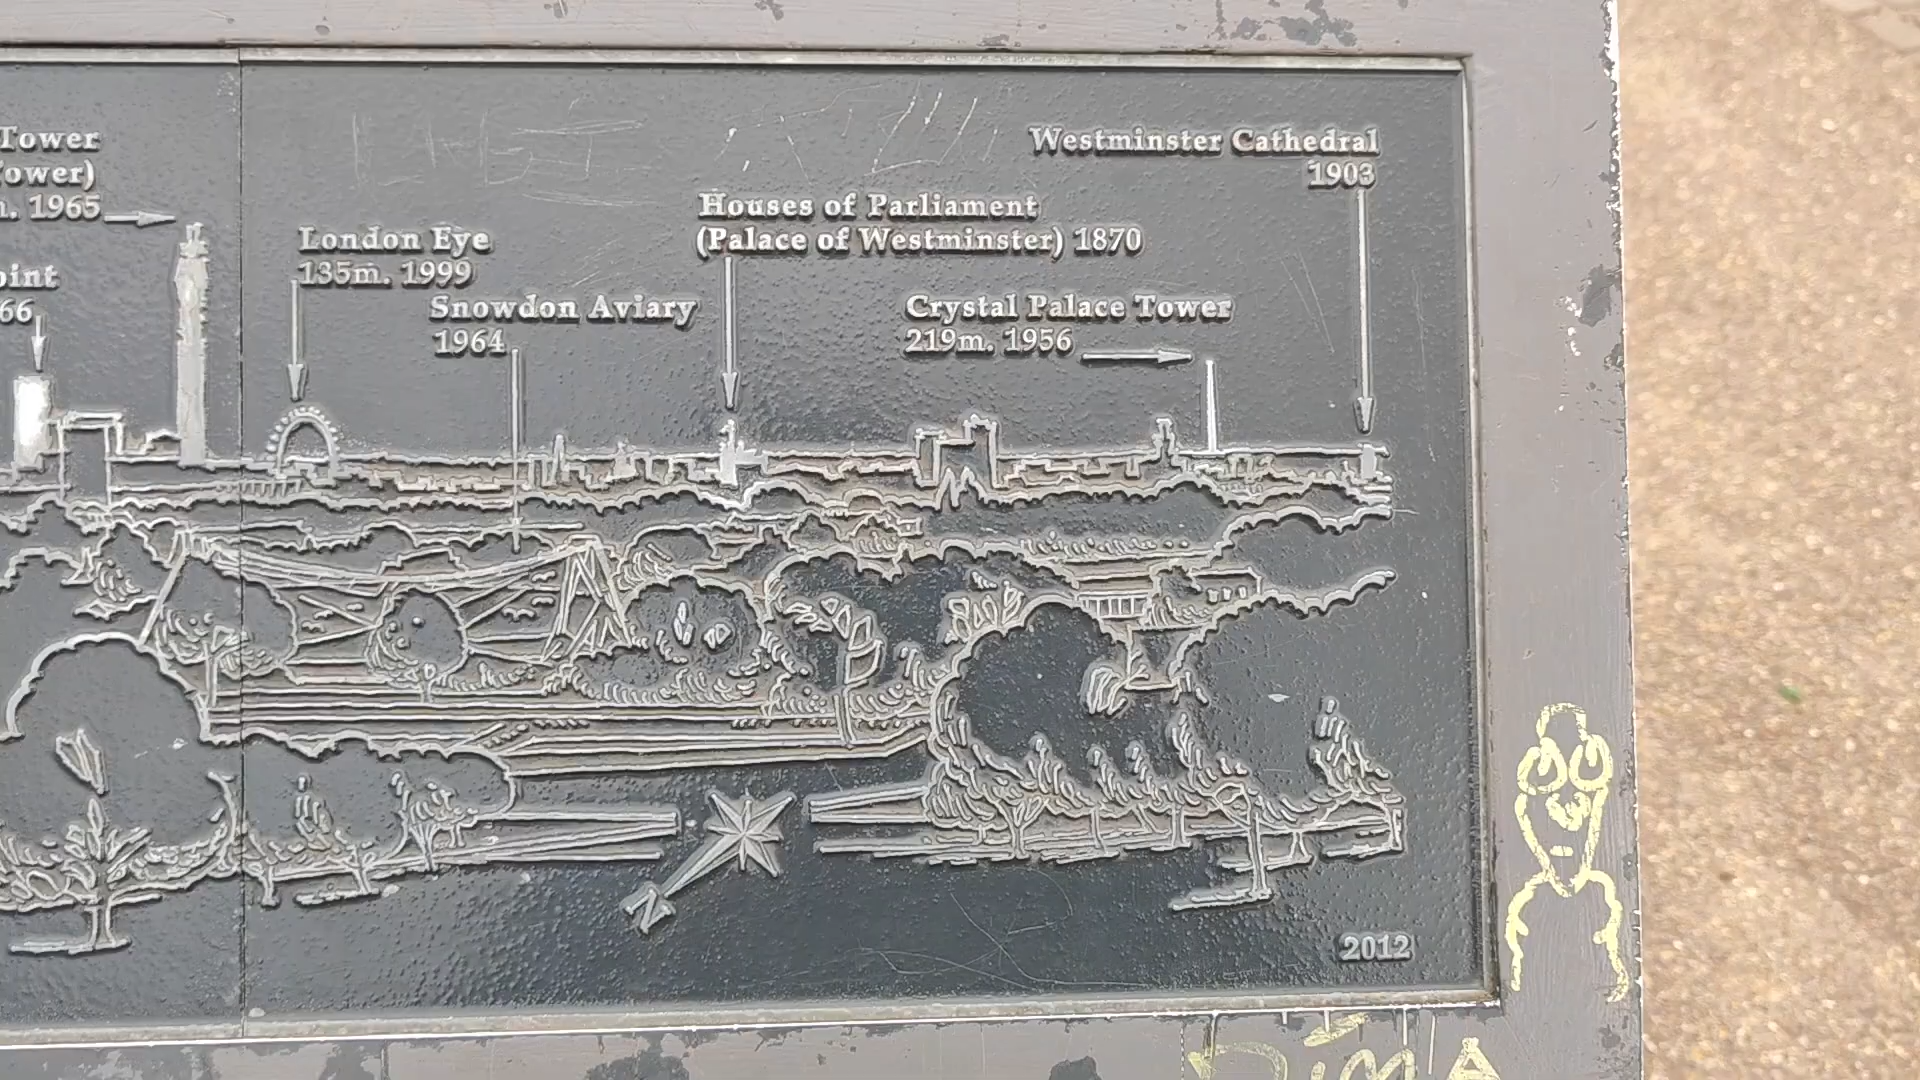 Tower
ower)
m. 1965
oint
66
London Eye
135m. 1999
Snowdon Aviary
1964
Houses of Parliament
(Palace of Westminster) 1870
Crystal Palace Tower
219m. 1956
Westminster Cathedral
1903
N
2012